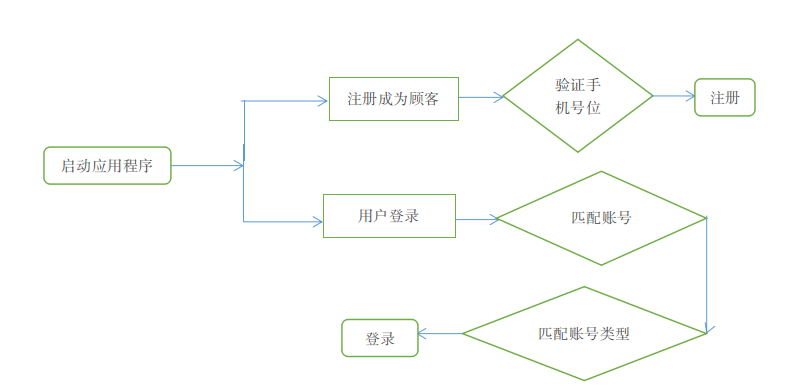 验证手
机号位
注册成为顾客
注册
启动应用程序
用户登录
匹配账号
登录
匹配账号类型